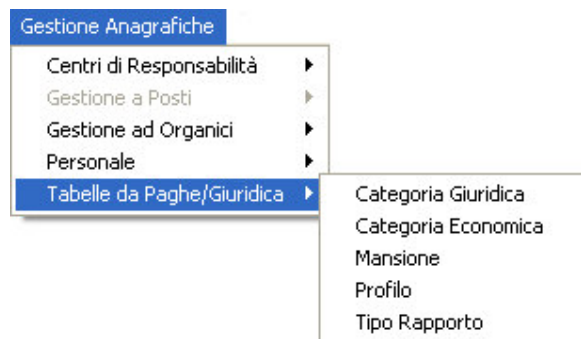 Gestione Anagrafiche
Centri di Responsabilità
Gestione a Posti
Gestione ad Organici
Personale
Tabelle da Paghe/Giuridica
Categoria Giuridica
Categoria Economica
Mansione
Profilo
Tipo Rapporto